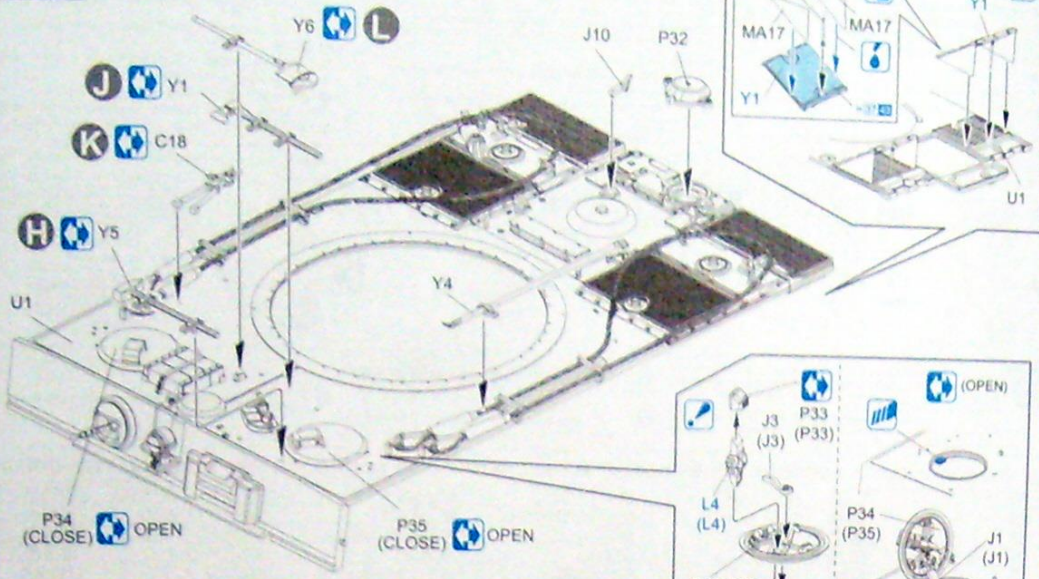 Y6 L
J10
P32
J Y1
K C18
H Y5
U1
Y4
P34
(CLOSE) OPEN
P35
(CLOSE) OPEN
MA17
MA17
Y1
Y1
U1
P33
(P33)
J3
(J3)
L4
(L4)
(OPEN)
P34
(P35)
J1
(J1)